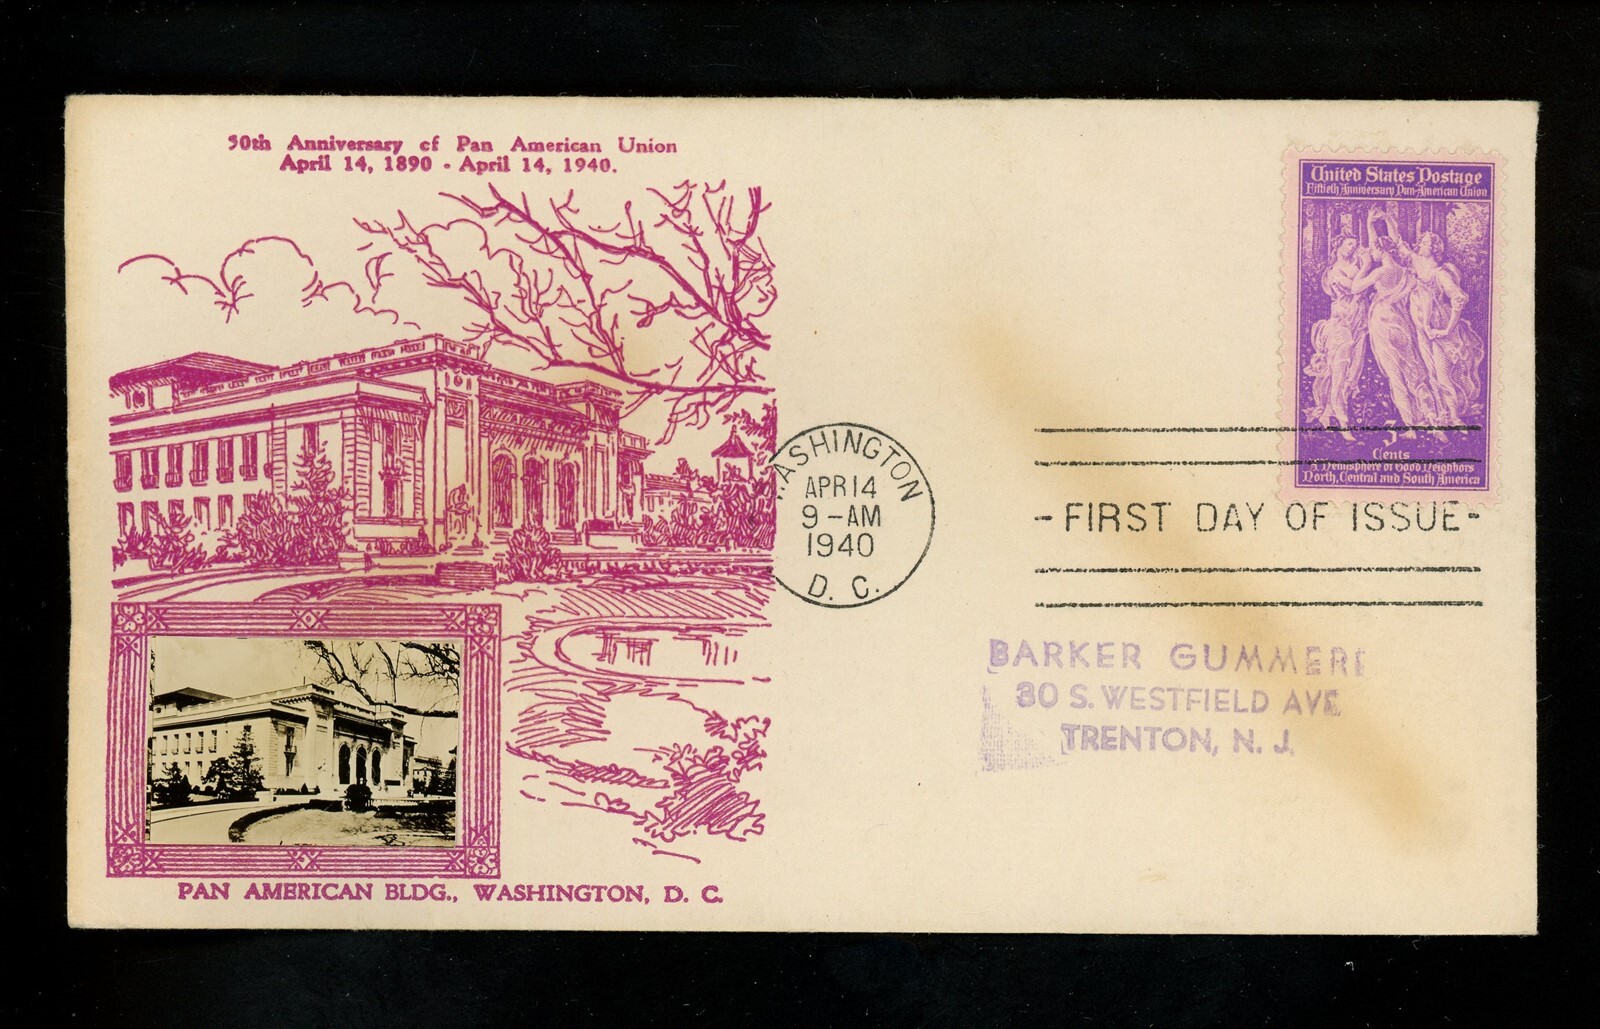 50th Anniversary of Pan American Union
April 14, 1890 - April 14, 1940.
United States Postage
Fiftieth Anniversary Pan-American Union
3
Cents
A Hemisphere of Good Neighbors
North, Central and South America
WASHINGTON
APR 14
9-AM
1940
D. C.
-FIRST DAY OF ISSUE-
BARKER GUMMERE
80 S. WESTFIELD AVE
TRENTON, N. J.
PAN AMERICAN BLDG., WASHINGTON, D. C.